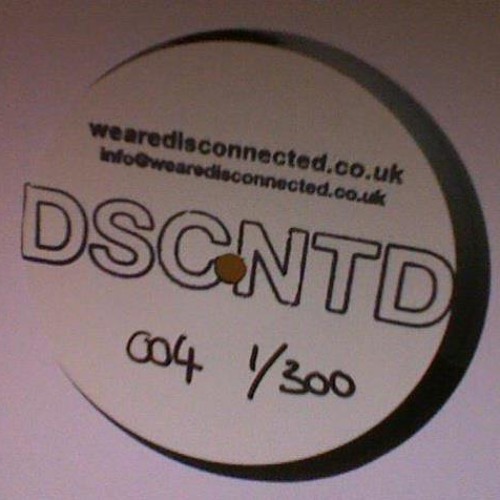 wearedisconnected.co.uk
info@wearedisconnected.co.uk
DSCNTD
004 1/300